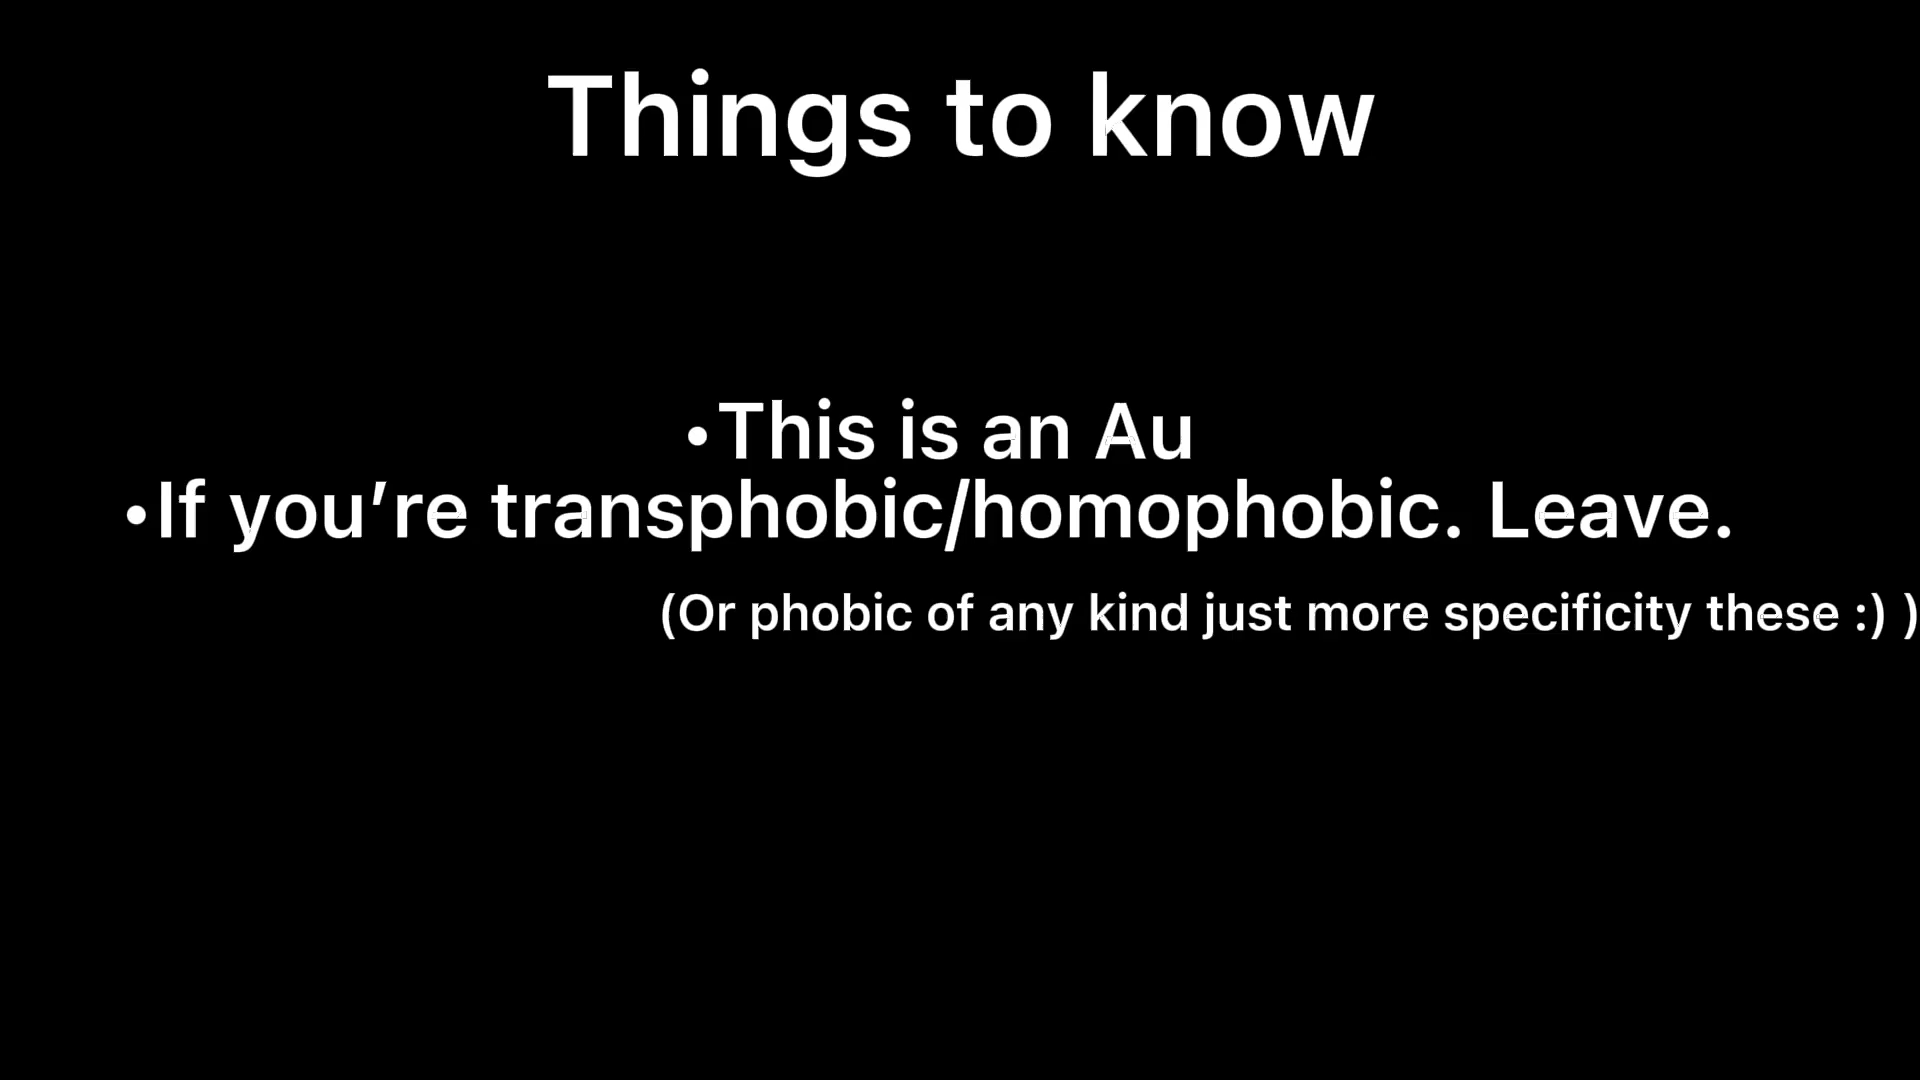 Things to know
•This is an Au
•If you’re transphobic/homophobic. Leave.
(Or phobic of any kind just more specificity these :) )